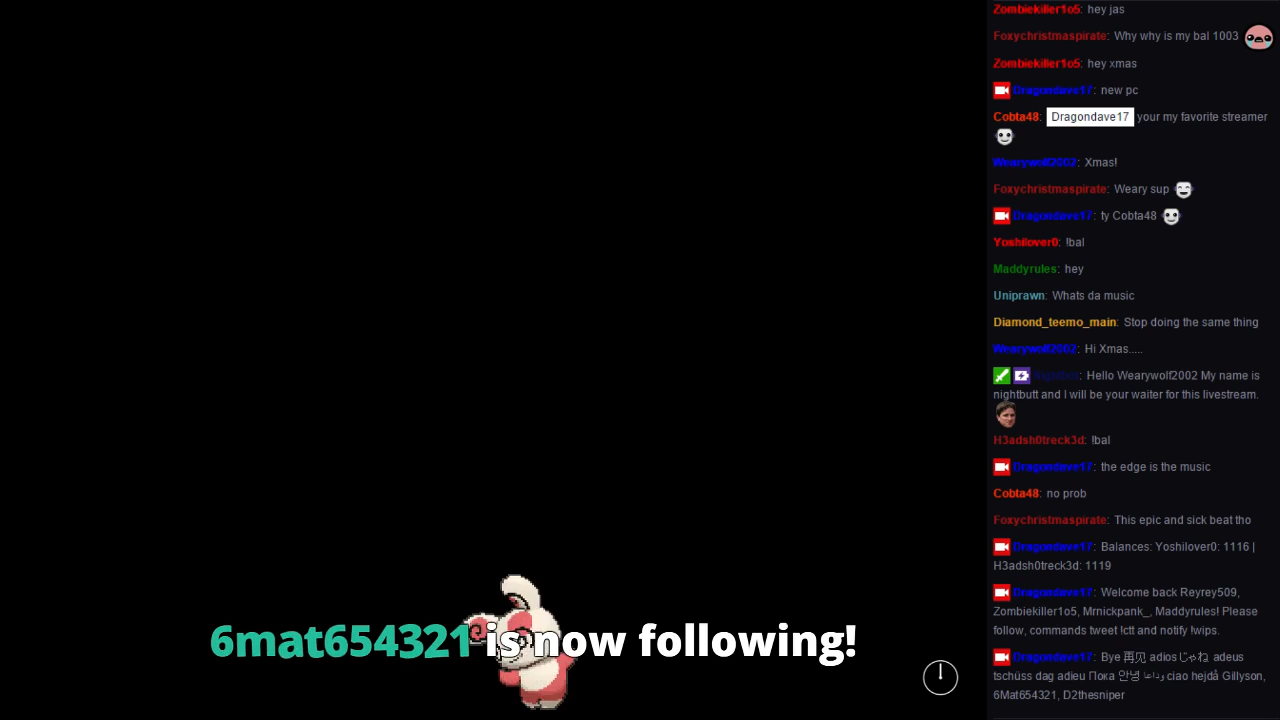 Zombiekiller1o5: hey jas
Foxychristmaspirate: Why why is my bal 1003
Zombiekiller1o5: hey xmas
Dragondave17: new pc
Cobta48: Dragondave17 your my favorite streamer
Wearywolf2002: Xmas!
Foxychristmaspirate: Weary sup
Dragondave17: ty Cobta48
Yoshilover0: !bal
Maddyrules: hey
Uniprawn: Whats da music
Diamond_teemo_main: Stop doing the same thing
Wearywolf2002: Hi Xmas.....
: Hello Wearywolf2002 My name is
nightbutt and I will be your waiter for this livestream.
H3adsh0treck3d: !bal
Dragondave17: the edge is the music
Cobta48: no prob
Foxychristmaspirate: This epic and sick beat tho
Dragondave17: Balances: Yoshilover0: 1116 |
H3adsh0treck3d: 1119
Dragondave17: Welcome back Reyrey509,
Zombiekiller1o5, Mrnickpank_, Maddyrules! Please
follow, commands tweet !ctt and notify !wips.
Dragondave17: Bye 再见 adios じゃね adeus
tschüss dag adieu Пока 안녕 وداعا ciao hejdå Gillyson,
6Mat654321, D2thesniper
6mat654321 is now following!